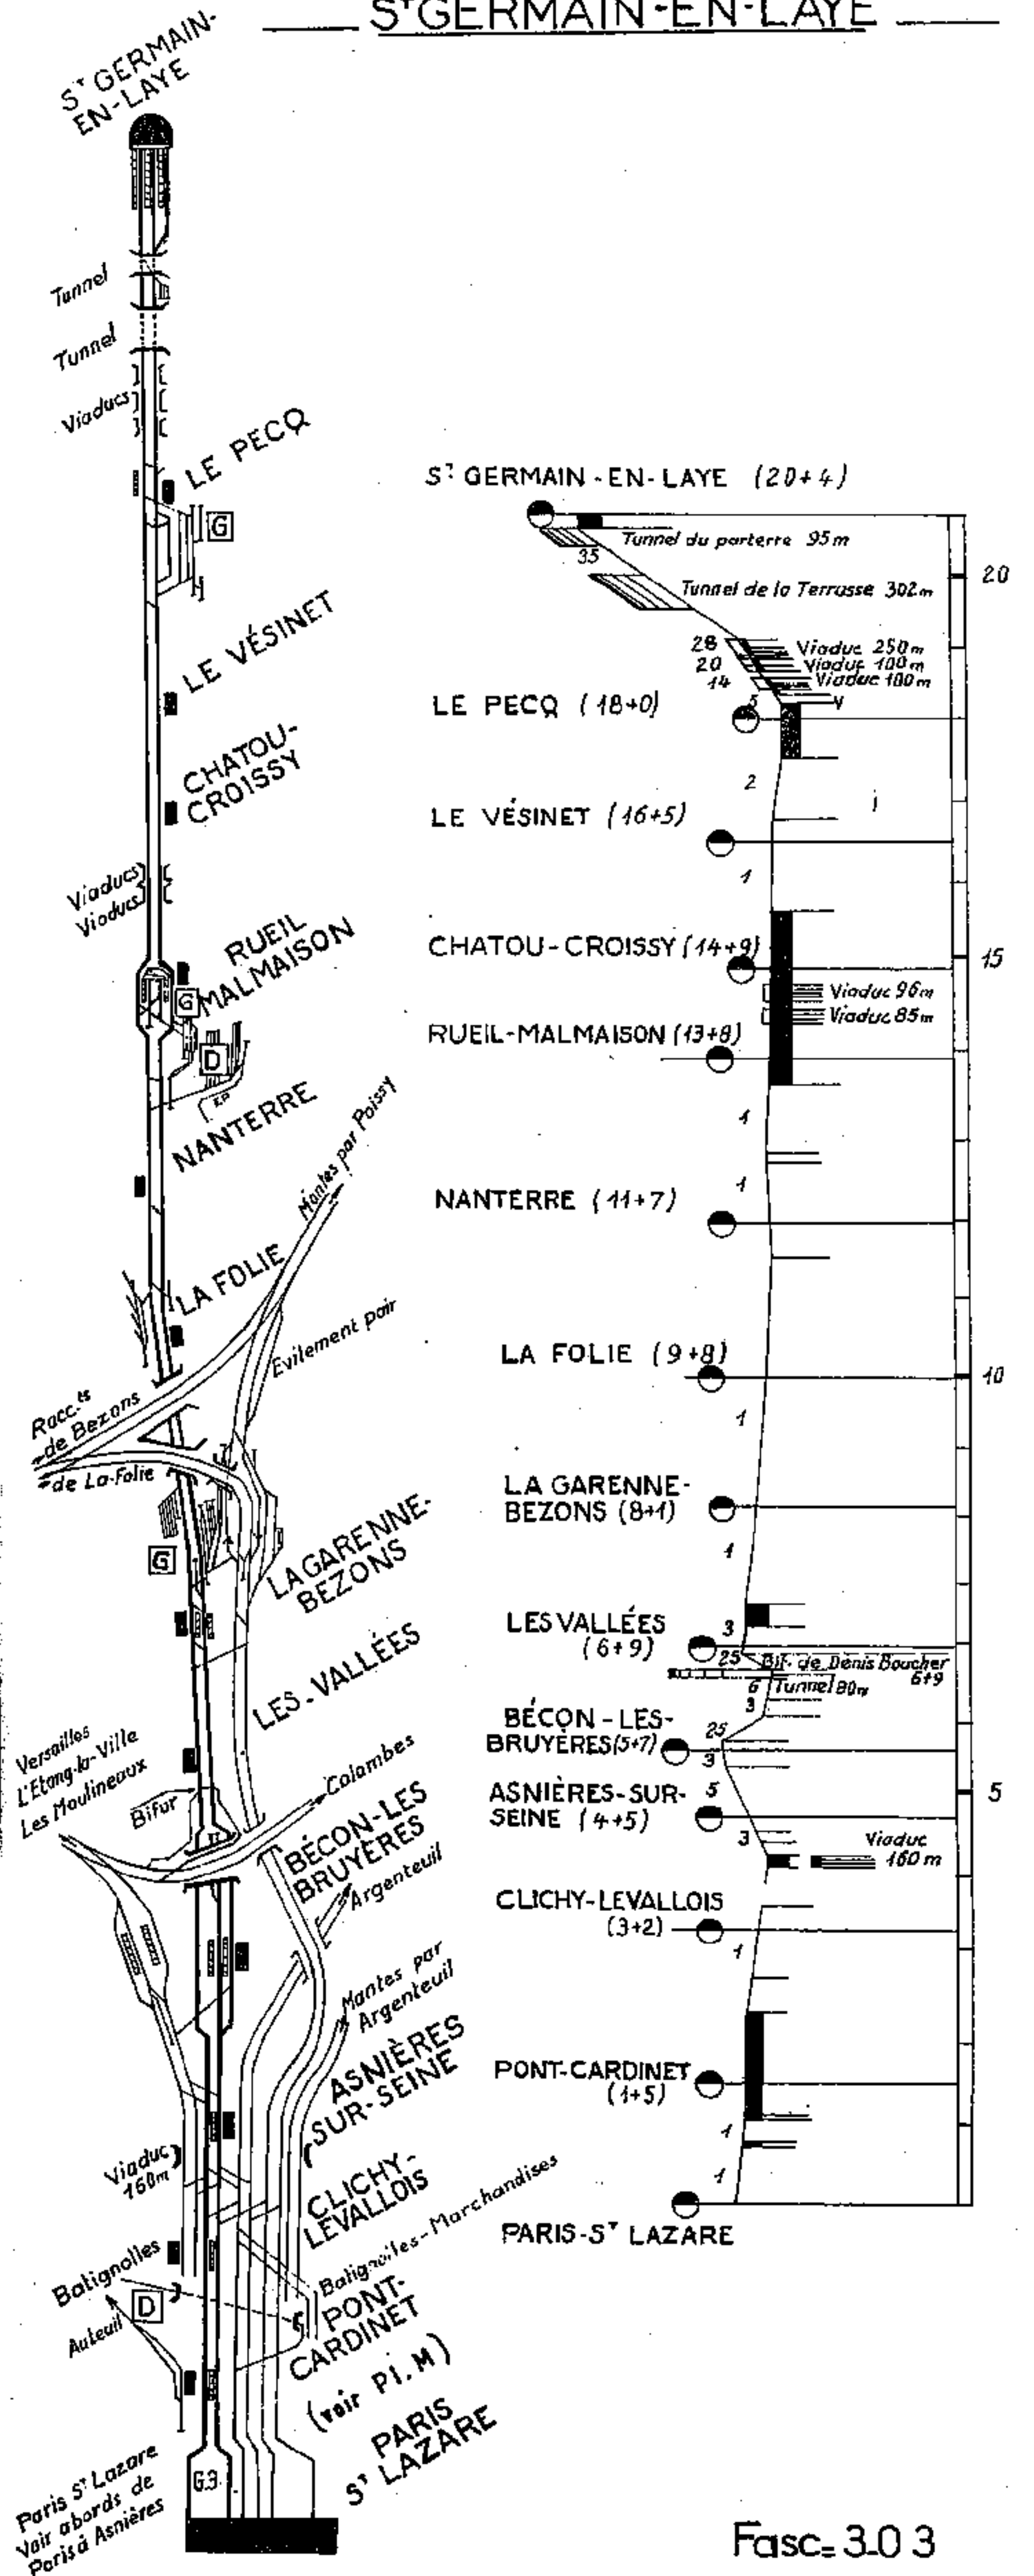 ST GERMAIN-EN-LAYE
ST GERMAIN-
EN-LAYE
Tunnel
Tunnel
Viaducs
LE PECQ
G
LE VÉSINET
CHATOU-
CROISSY
Viaducs
Viaducs
RUEIL
MALMAISON
G
D
E.P
NANTERRE
Mantes par Poissy
LA FOLIE
Evitement pair
Racc.ts
de Bezons
de La-Folie
G
LA GARENNE-
BEZONS
LES-VALLÉES
Versailles
L'Etang-la-Ville
Les Moulineaux
Bifur
Colombes
BÉCON-LES
BRUYÈRES
Argenteuil
Mantes par
Argenteuil
ASNIÈRES
SUR-SEINE
Viaduc
160m
CLICHY-
LEVALLOIS
Batignolles-Marchandises
Batignolles
D
Auteuil
PONT-
CARDINET
(voir Pl. M)
PARIS
ST LAZARE
G.3
Paris St Lazare
Voir abords de
Paris à Asnières
ST GERMAIN-EN-LAYE (20+4)
Tunnel du parterre 95m
35
20
Tunnel de la Terrasse 302m
28
Viaduc 250m
20
Viaduc 100m
14
Viaduc 100m
5
LE PECQ (18+0)
2
LE VÉSINET (16+5)
1
CHATOU-CROISSY (14+9)
15
Viaduc 96m
Viaduc 85m
RUEIL-MALMAISON (13+8)
1
1
NANTERRE (11+7)
LA FOLIE (9+8)
10
1
LA GARENNE-
BEZONS (8+1)
1
LES VALLÉES
(6+9)
3
25
Bif. de Denis Boucher
6+9
6
Tunnel 80m
3
BÉCON-LES-
BRUYÈRES (5+7)
25
3
5
5
ASNIÈRES-SUR-
SEINE (4+5)
3
Viaduc
160 m
CLICHY-LEVALLOIS
(3+2)
1
PONT-CARDINET
(1+5)
1
1
PARIS-ST LAZARE
Fasc=3.03